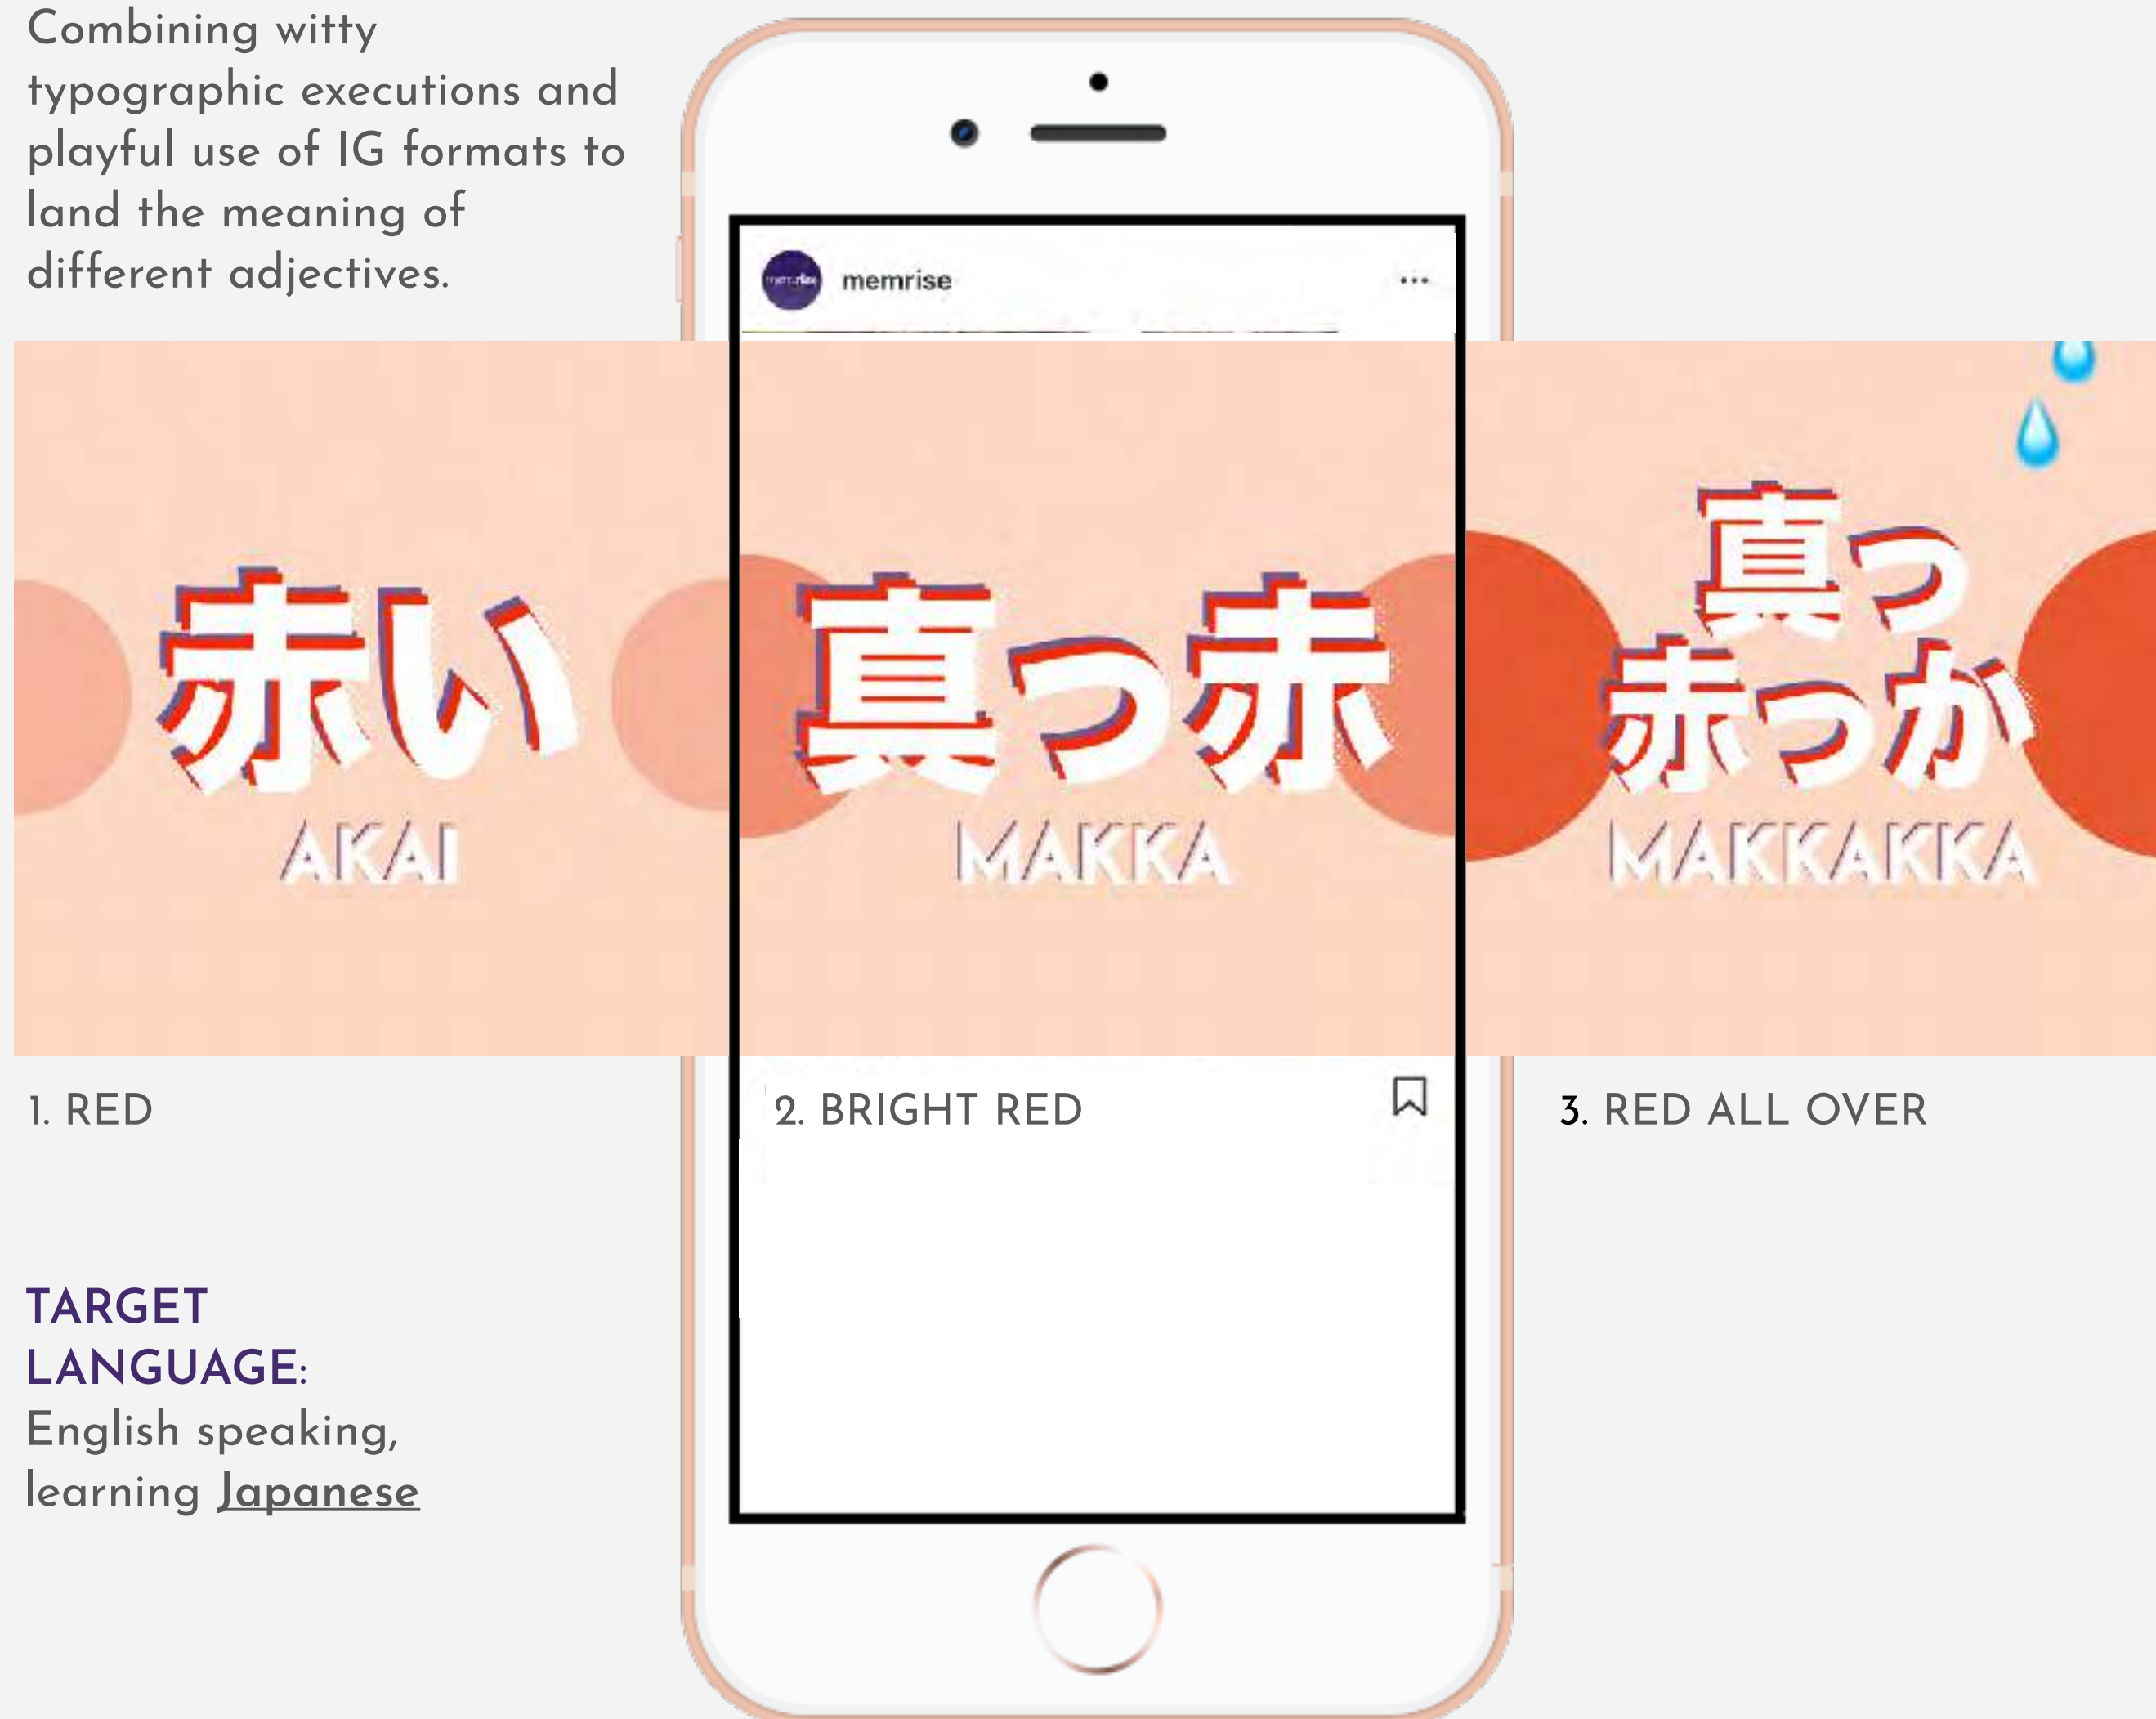 Combining witty
typographic executions and
playful use of IG formats to
land the meaning of
different adjectives.
memrise
memrise
...
赤い
AKAI
真っ赤
MAKKA
真っ
赤っか
MAKKAKKA
1. RED
2. BRIGHT RED
3. RED ALL OVER
TARGET
LANGUAGE:
English speaking,
learning Japanese